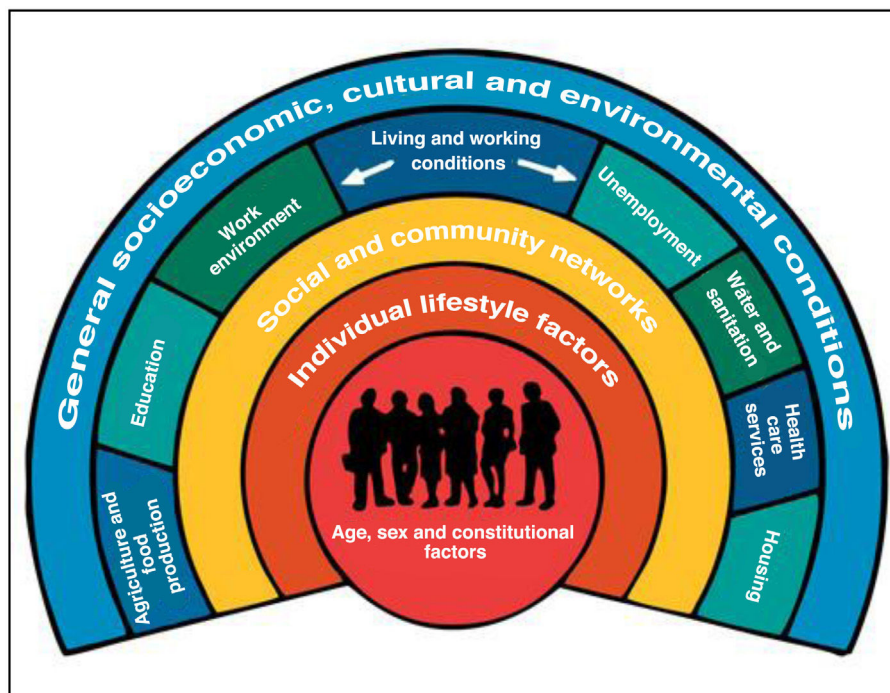 General socioeconomic, cultural and environmental conditions
Living and working
conditions
Agriculture and
food
production
Education
Work
environment
Unemployment
Water and
sanitation
Health
care
services
Housing
Social and community networks
Individual lifestyle factors
Age, sex and constitutional
factors